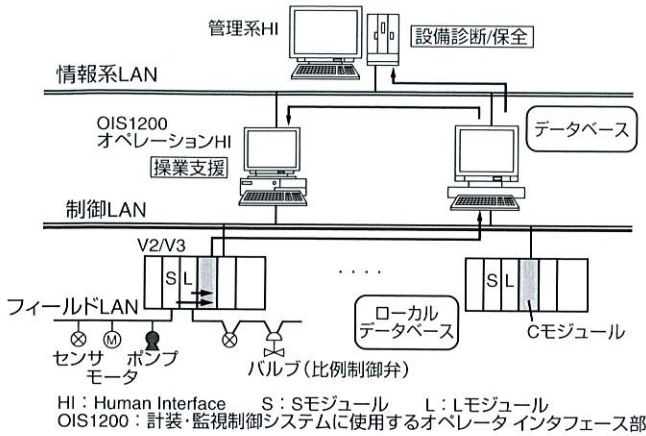 管理系HI
設備診断/保全
情報系LAN
OIS1200
オペレーションHI
操業支援
データベース
制御LAN
V2/V3
S L
S L
････
フィールドLAN
ローカル
データベース
Cモジュール
M
センサ ポンプ
モータ
バルブ（比例制御弁）
HI：Human Interface S：Sモジュール L：Lモジュール
OIS1200：計装・監視制御システムに使用するオペレータ インタフェース部